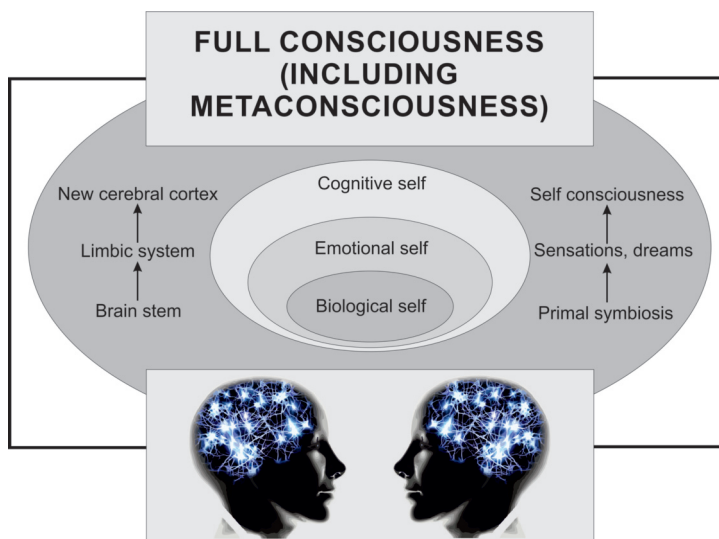 FULL CONSCIOUSNESS
(INCLUDING
METACONSCIOUSNESS)
New cerebral cortex
Limbic system
Brain stem
Cognitive self
Emotional self
Biological self
Self consciousness
Sensations, dreams
Primal symbiosis